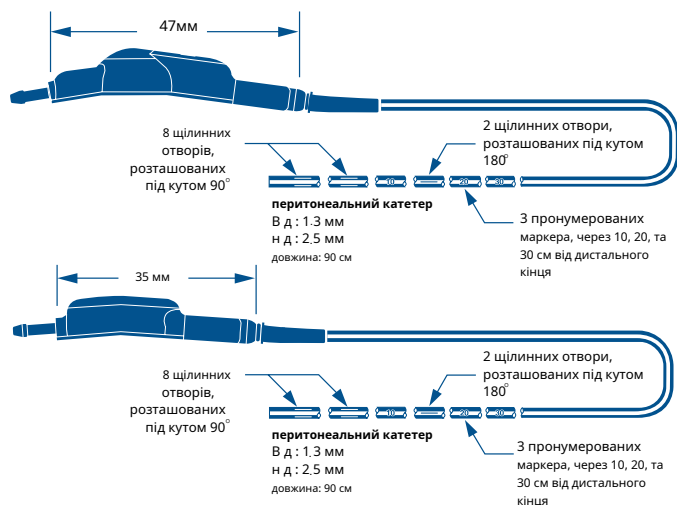 47мм
8 щілинних
отворів,
розташованих
під кутом 90°
2 щілинних отвори,
розташованих під кутом
180°
10
20
30
перитонеальний катетер
В д : 1.3 мм
н д : 2.5 мм
довжина: 90 см
3 пронумерованих
маркера, через 10, 20, та
30 см від дистального
кінця
35 мм
8 щілинних
отворів,
розташованих
під кутом 90°
2 щілинних отвори,
розташованих під кутом
180°
10
20
30
перитонеальний катетер
В д : 1.3 мм
н д : 2.5 мм
довжина: 90 см
3 пронумерованих
маркера, через 10, 20, та
30 см від дистального
кінця